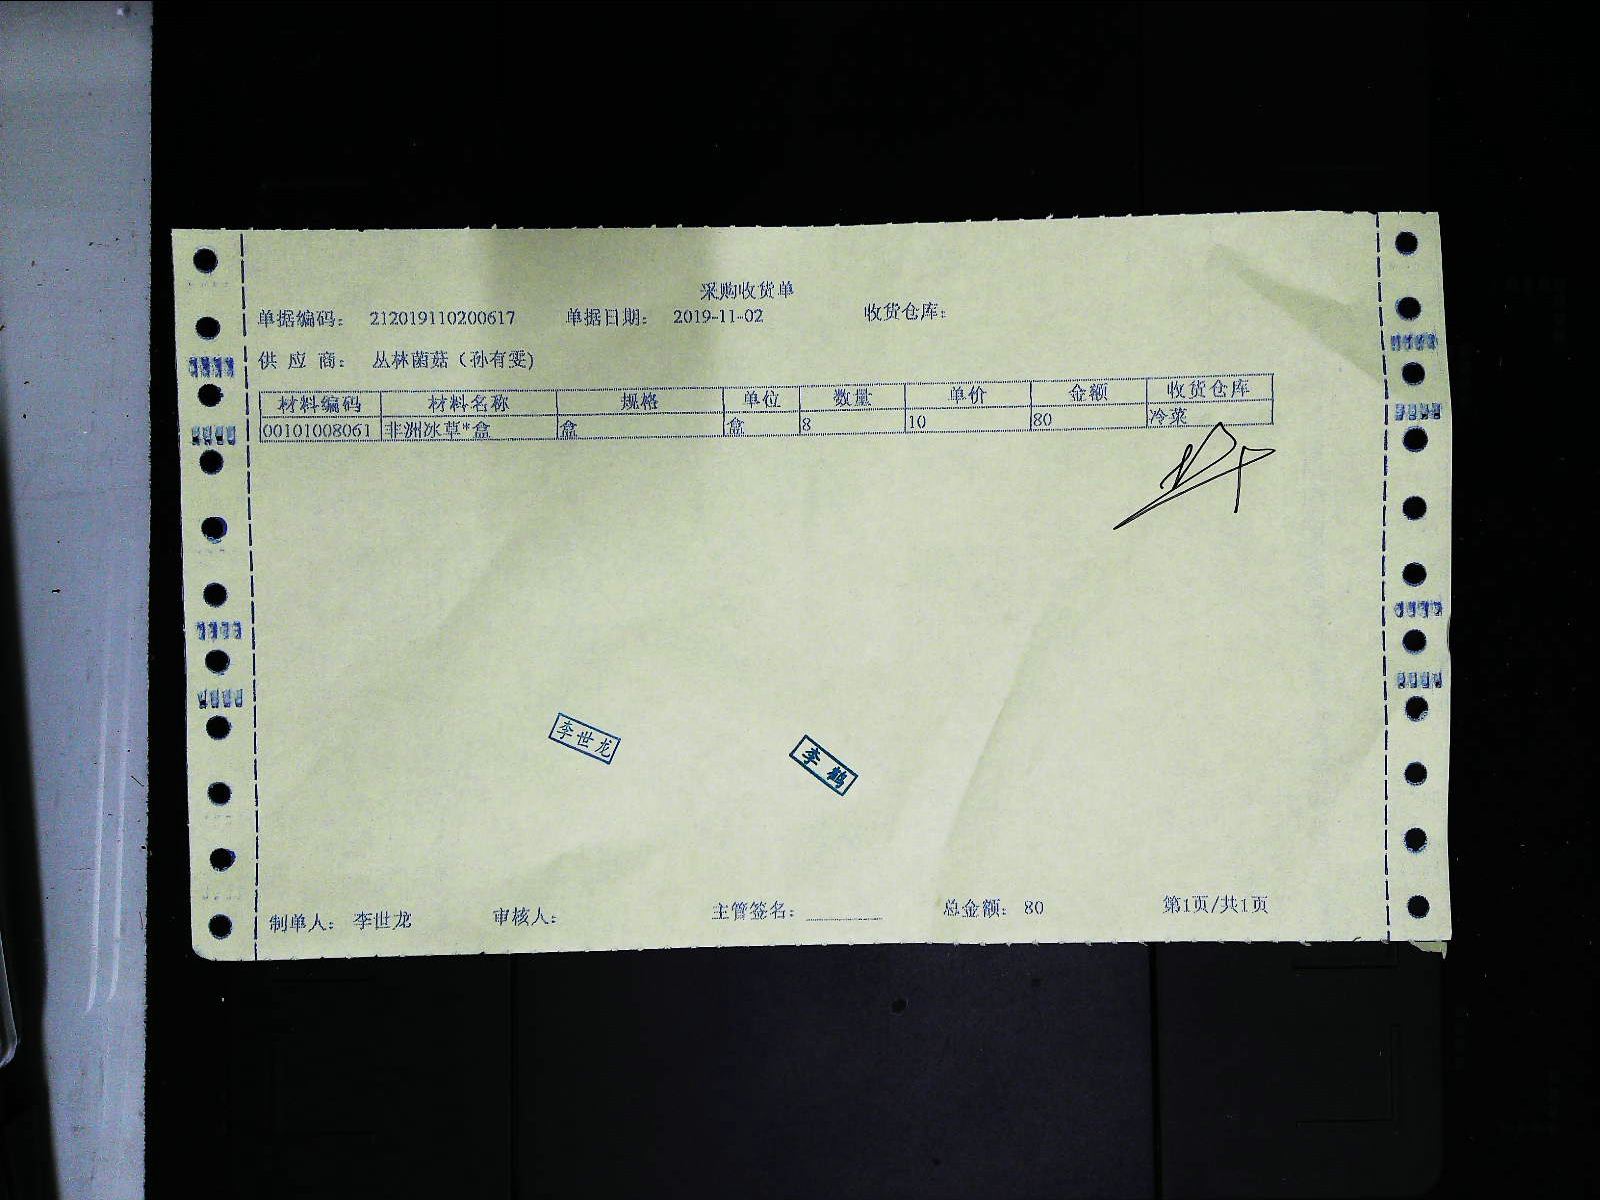 采购收货单
单据编码： 212019110200617 单据日期： 2019-11-02 收货仓库：
供 应 商： 丛林菌菇（孙有雯)
材料编码 材料名称 规格 单位 数量 单价 金额 收货仓库
00101008061 非洲冰草*盒 盒 盒 8 10 80 冷菜
李世龙
李鹤
制单人： 李世龙 审核人： 主管签名： 总金额： 80 第1页/共1页